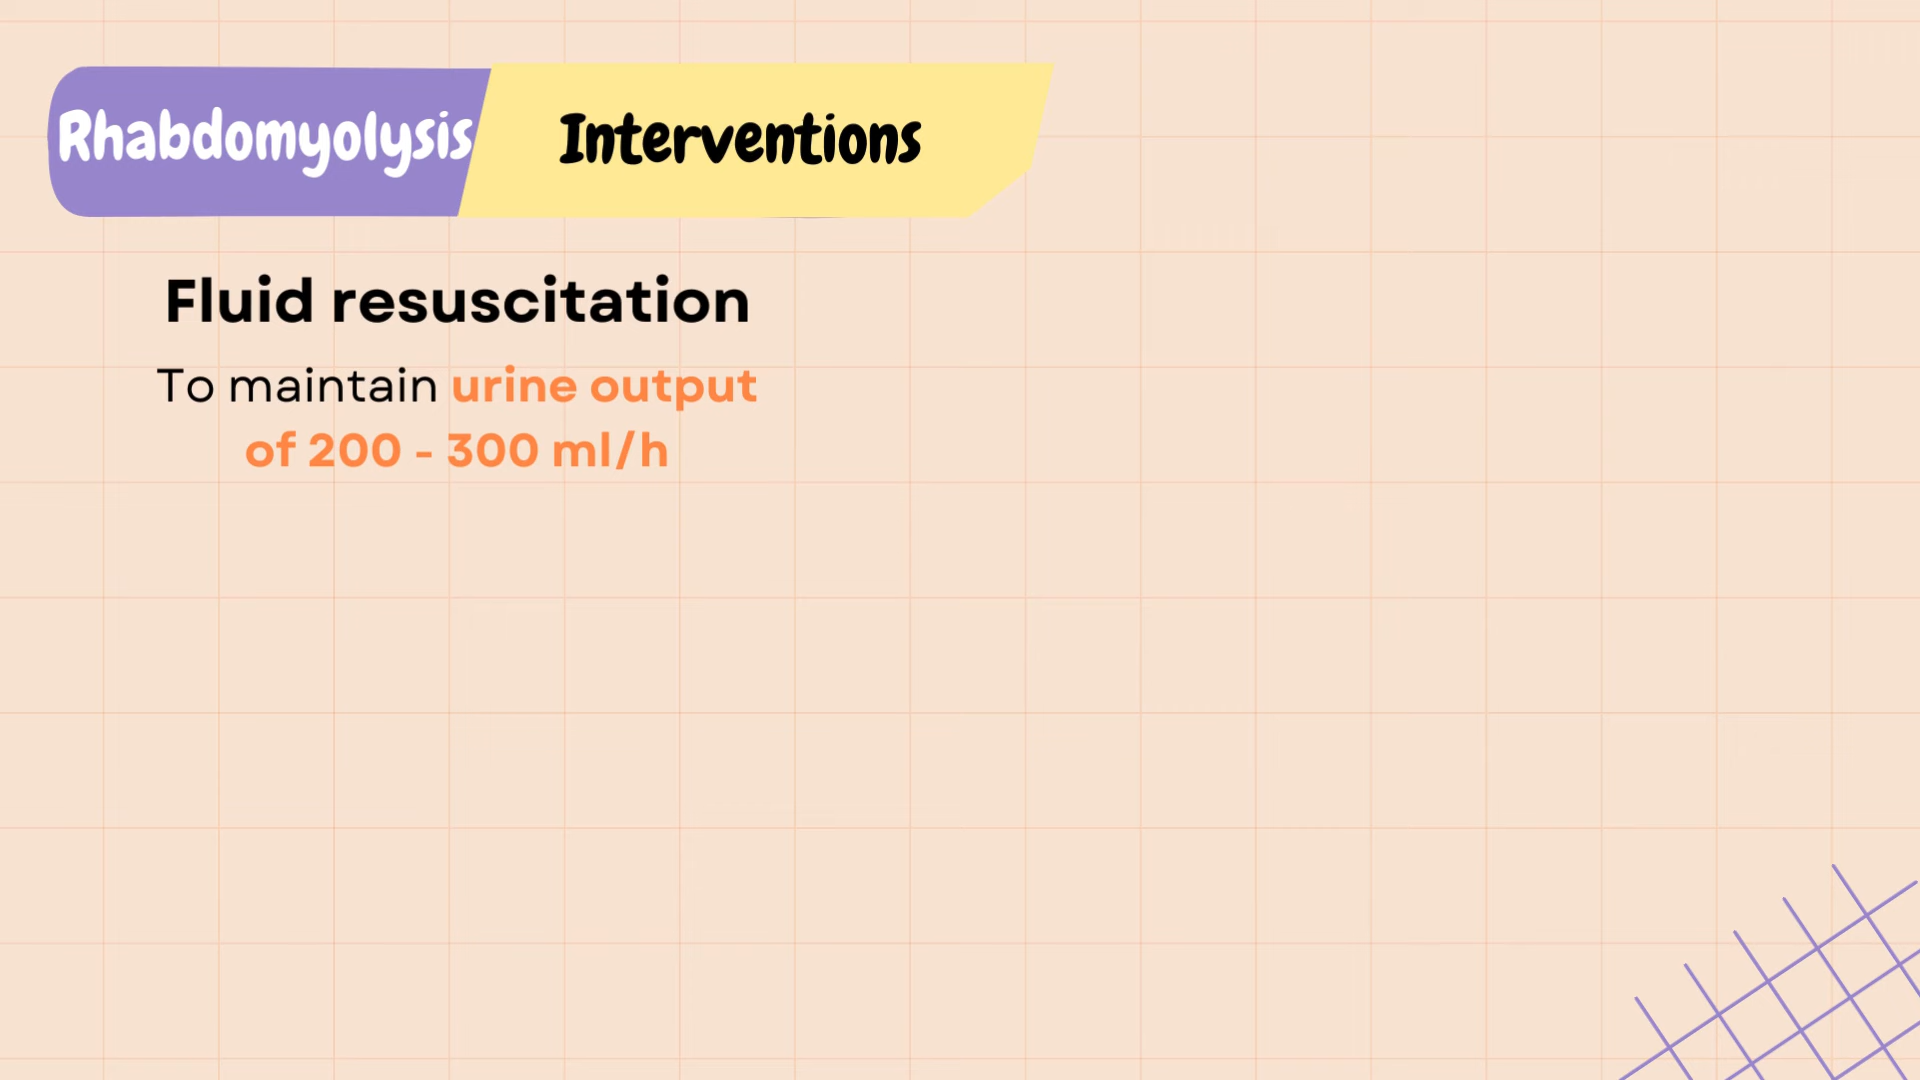 Rhabdomyolysis Interventions
Fluid resuscitation
To maintain urine output
of 200 - 300 ml/h